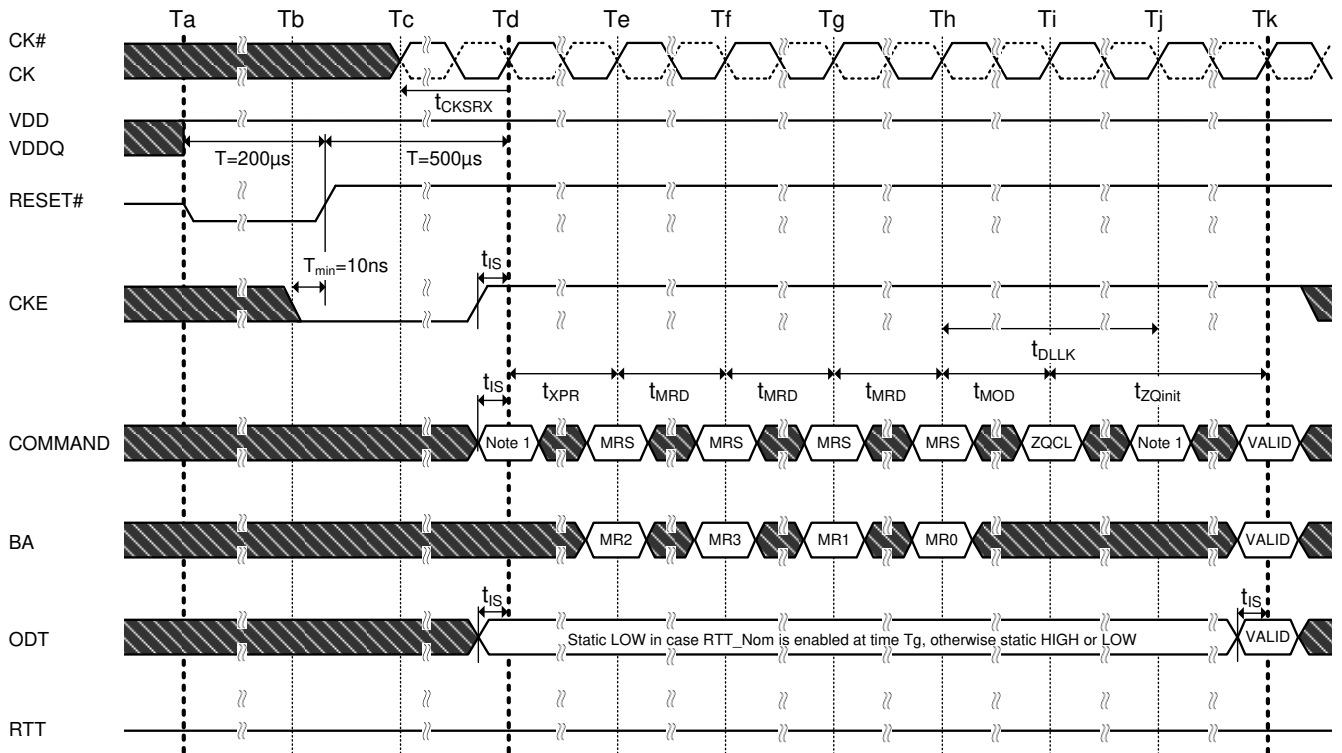 Ta Tb Tc Td Te Tf Tg Th Ti Tj Tk
CK#
CK
tCKSRX
VDD
VDDQ
T=200µs T=500µs
RESET#
Tmin=10ns tIS
CKE
tDLLK
tIS tXPR tMRD tMRD tMRD tMOD tZQinit
COMMAND Note 1 MRS MRS MRS MRS ZQCL Note 1 VALID
BA MR2 MR3 MR1 MR0 VALID
tIS tIS
ODT Static LOW in case RTT_Nom is enabled at time Tg, otherwise static HIGH or LOW VALID
RTT